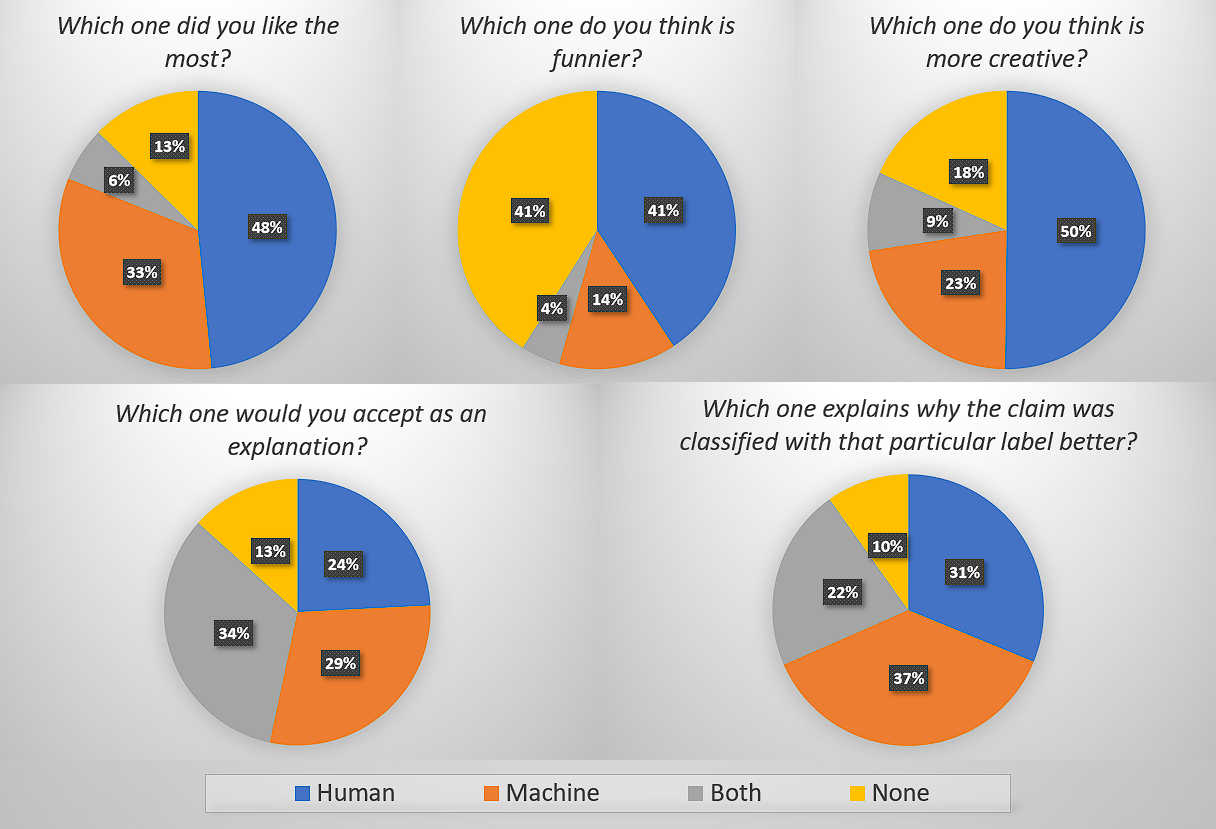 Which one did you like the
most?
13%
6%
48%
33%
Which one do you think is
funnier?
41%
41%
4%
14%
Which one do you think is
more creative?
18%
9%
50%
23%
Which one would you accept as an
explanation?
13%
24%
34%
29%
Which one explains why the claim was
classified with that particular label better?
10%
31%
22%
37%
Human Machine Both None